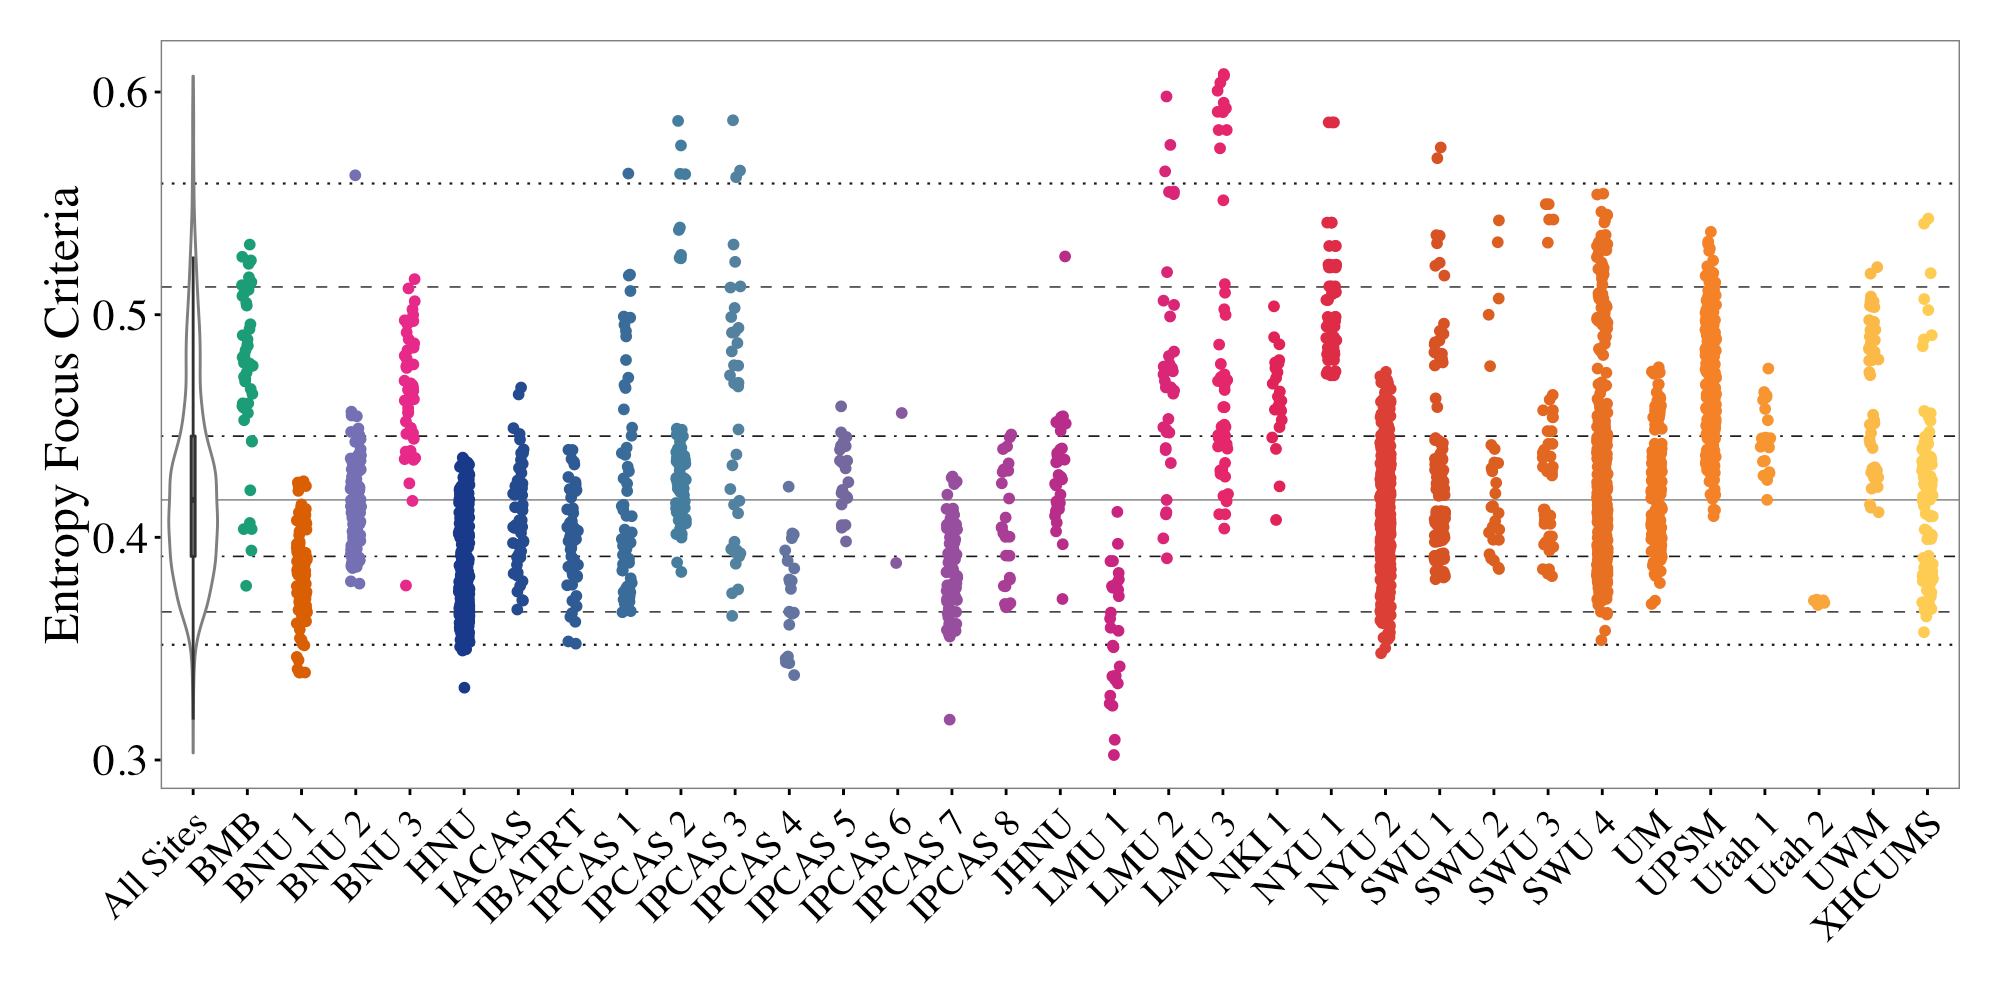 Entropy Focus Criteria
0.6
0.5
0.4
0.3
All Sites
BMB
BNU 1
BNU 2
BNU 3
HNU
IACAS
IBATRT
IPCAS 1
IPCAS 2
IPCAS 3
IPCAS 4
IPCAS 5
IPCAS 6
IPCAS 7
IPCAS 8
JHNU
LMU 1
LMU 2
LMU 3
NKI 1
NYU 1
NYU 2
SWU 1
SWU 2
SWU 3
SWU 4
UM
UPSM
Utah 1
Utah 2
UWM
XHCUMS